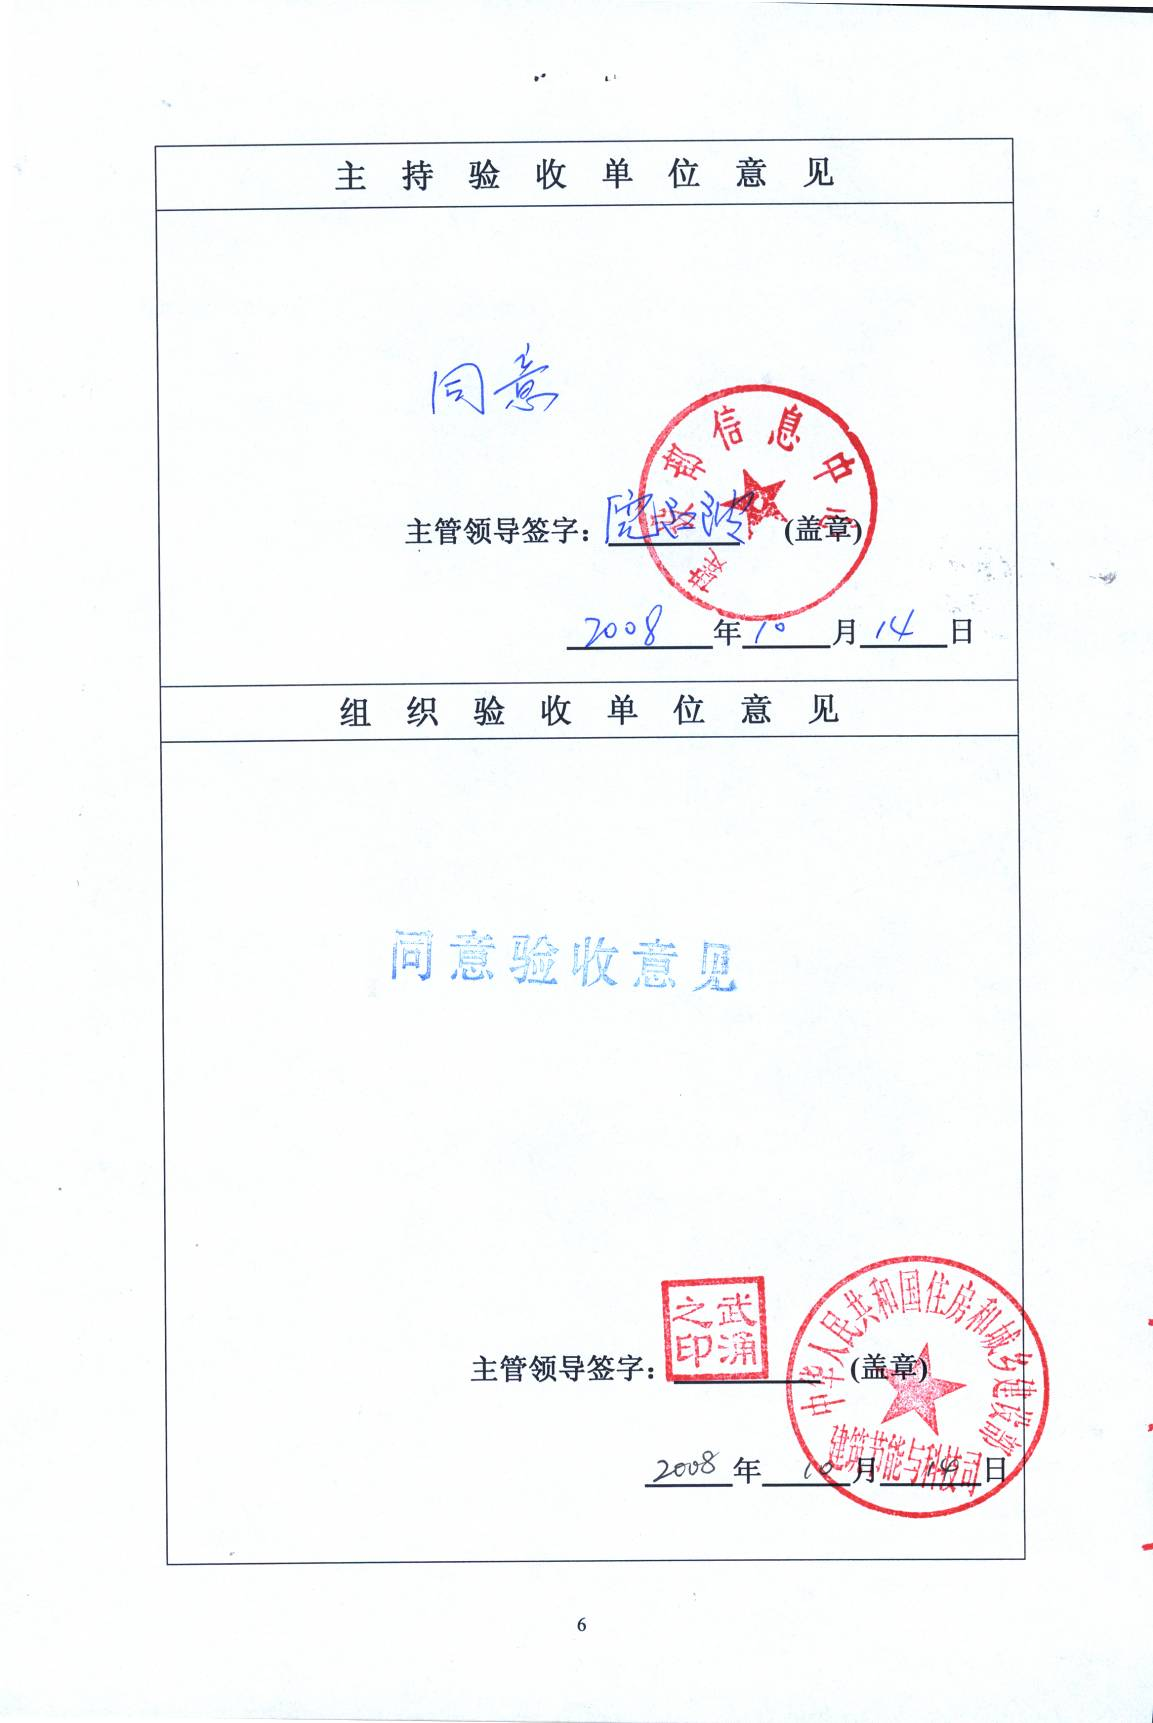 主持验收单位意见
同意
信息中心
主管领导签字：
(盖章)
2008年10月14日
组织验收单位意见
同意验收意见
武涌之印
主管领导签字：
(盖章)
中华人民共和国住房和城乡建设部
建筑节能与科技司
2008年10月14日
6